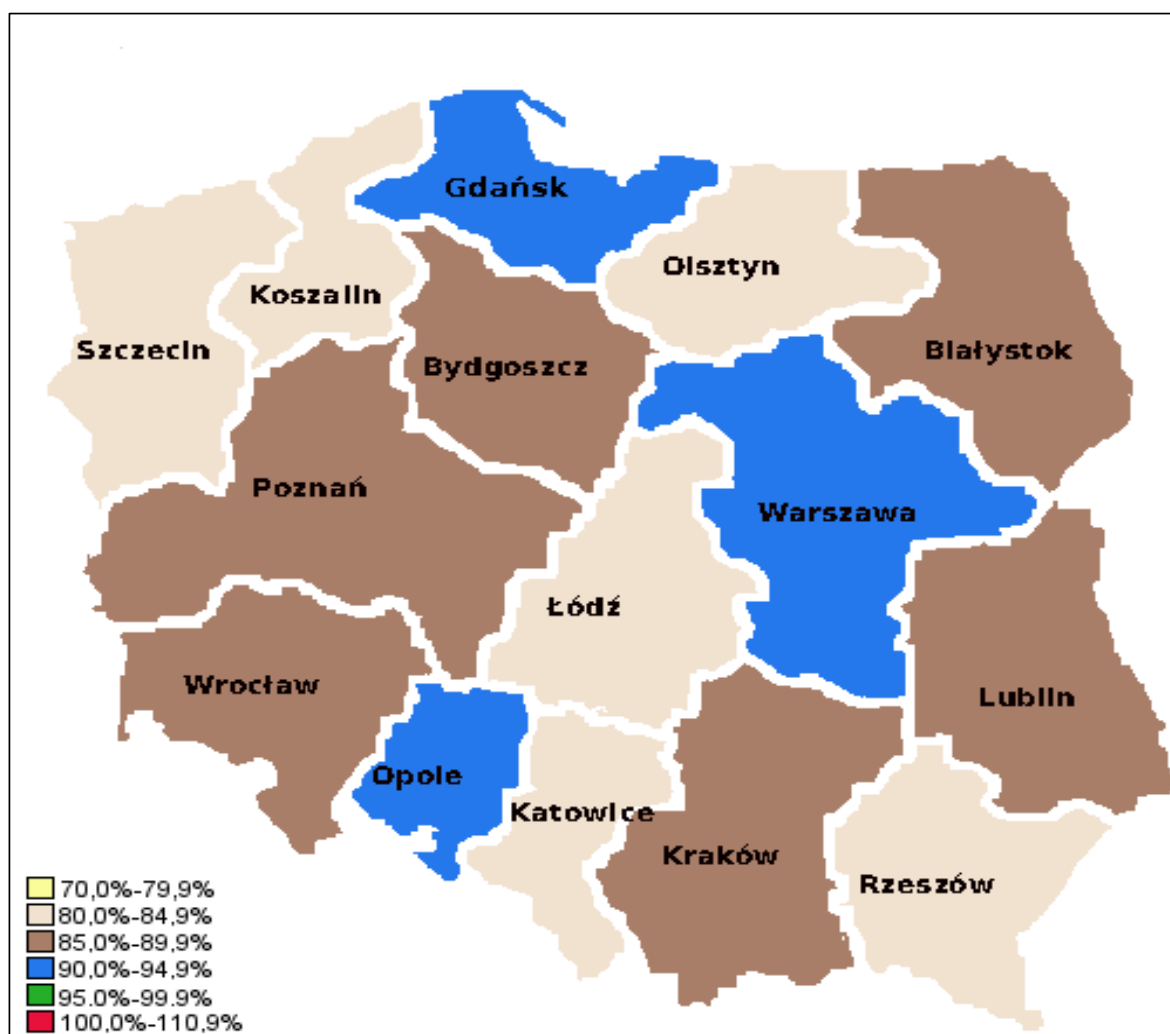 Gdańsk
Olsztyn
Koszalin
Szczecin
Bydgoszcz
Białystok
Poznań
Warszawa
Łódź
Wrocław
Lublin
Opole
Katowice
Kraków
Rzeszów
70,0%-79,9%
80,0%-84,9%
85,0%-89,9%
90,0%-94,9%
95.0%-99.9%
100,0%-110,9%